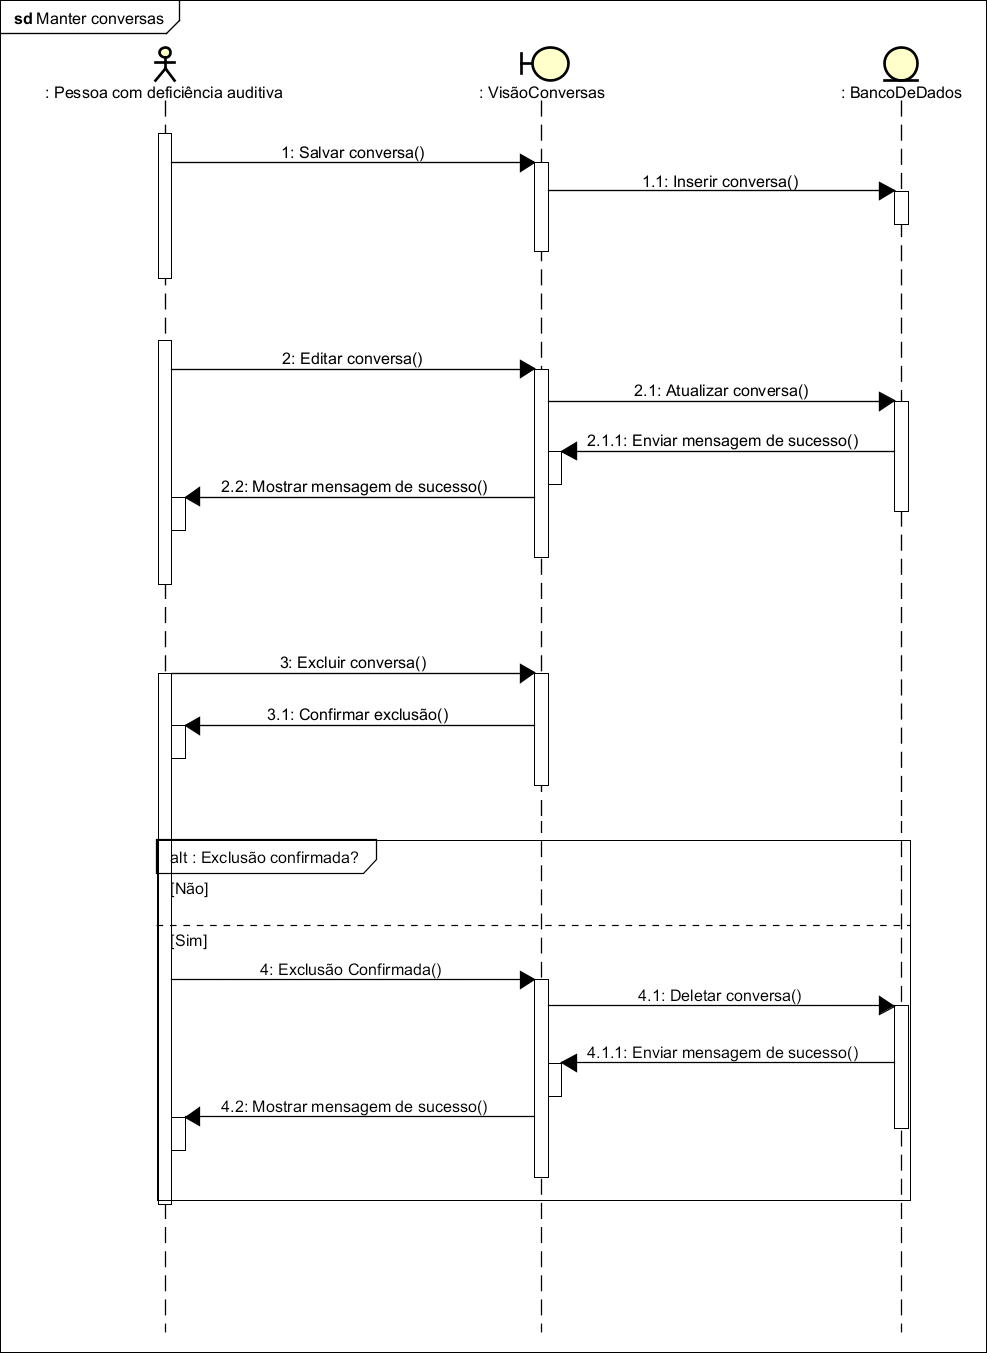 sd Manter conversas
: Pessoa com deficiência auditiva
: VisãoConversas
: BancoDeDados
1: Salvar conversa()
1.1: Inserir conversa()
2: Editar conversa()
2.1: Atualizar conversa()
2.1.1: Enviar mensagem de sucesso()
2.2: Mostrar mensagem de sucesso()
3: Excluir conversa()
3.1: Confirmar exclusão()
alt : Exclusão confirmada?
[Não]
[Sim]
4: Exclusão Confirmada()
4.1: Deletar conversa()
4.1.1: Enviar mensagem de sucesso()
4.2: Mostrar mensagem de sucesso()